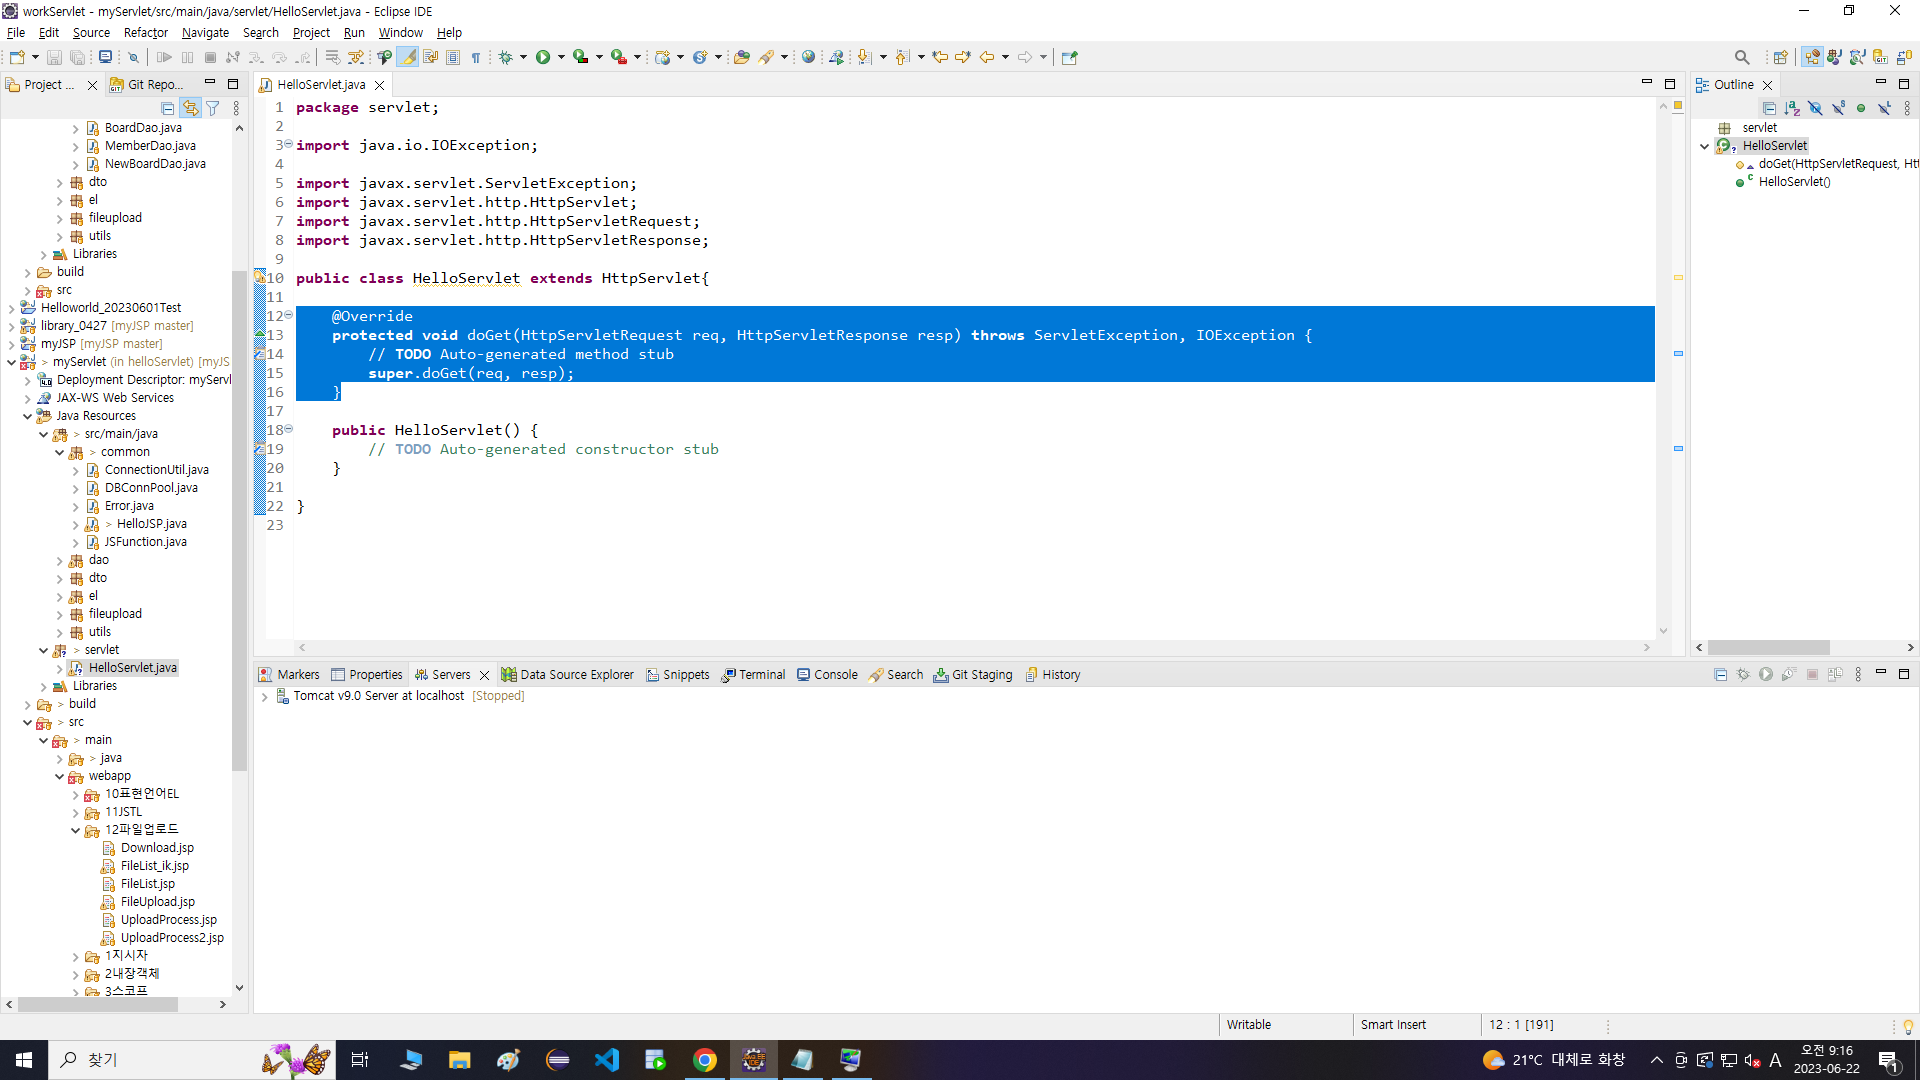 workServlet - myServlet/src/main/java/servlet/HelloServlet.java - Eclipse IDE
File Edit Source Refactor Navigate Search Project Run Window Help
Project ... Git Repo...
BoardDao.java
MemberDao.java
NewBoardDao.java
dto
el
fileupload
utils
Libraries
build
src
Helloworld_20230601Test
library_0427 [myJSP master]
myJSP [myJSP master]
> myServlet (in helloServlet) [myJS
Deployment Descriptor: myServl
JAX-WS Web Services
Java Resources
> src/main/java
> common
ConnectionUtil.java
DBConnPool.java
Error.java
> HelloJSP.java
JSFunction.java
dao
dto
el
fileupload
utils
> servlet
HelloServlet.java
Libraries
> build
> src
> main
> java
webapp
10표현언어EL
11JSTL
12파일업로드
Download.jsp
FileList_ik.jsp
FileList.jsp
FileUpload.jsp
UploadProcess.jsp
UploadProcess2.jsp
1지시자
2내장객체
3스코프
HelloServlet.java
1 package servlet;
2
3 import java.io.IOException;
4
5 import javax.servlet.ServletException;
6 import javax.servlet.http.HttpServlet;
7 import javax.servlet.http.HttpServletRequest;
8 import javax.servlet.http.HttpServletResponse;
9
10 public class HelloServlet extends HttpServlet{
11
12 @Override
13 protected void doGet(HttpServletRequest req, HttpServletResponse resp) throws ServletException, IOException {
14 // TODO Auto-generated method stub
15 super.doGet(req, resp);
16 }
17
18 public HelloServlet() {
19 // TODO Auto-generated constructor stub
20 }
21
22 }
23
Outline
servlet
HelloServlet
doGet(HttpServletRequest, Htt
HelloServlet()
Markers Properties Servers Data Source Explorer Snippets Terminal Console Search Git Staging History
Tomcat v9.0 Server at localhost [Stopped]
Writable Smart Insert 12 : 1 [191]
찾기
21°C 대체로 화창 A 오전 9:16
2023-06-22
1